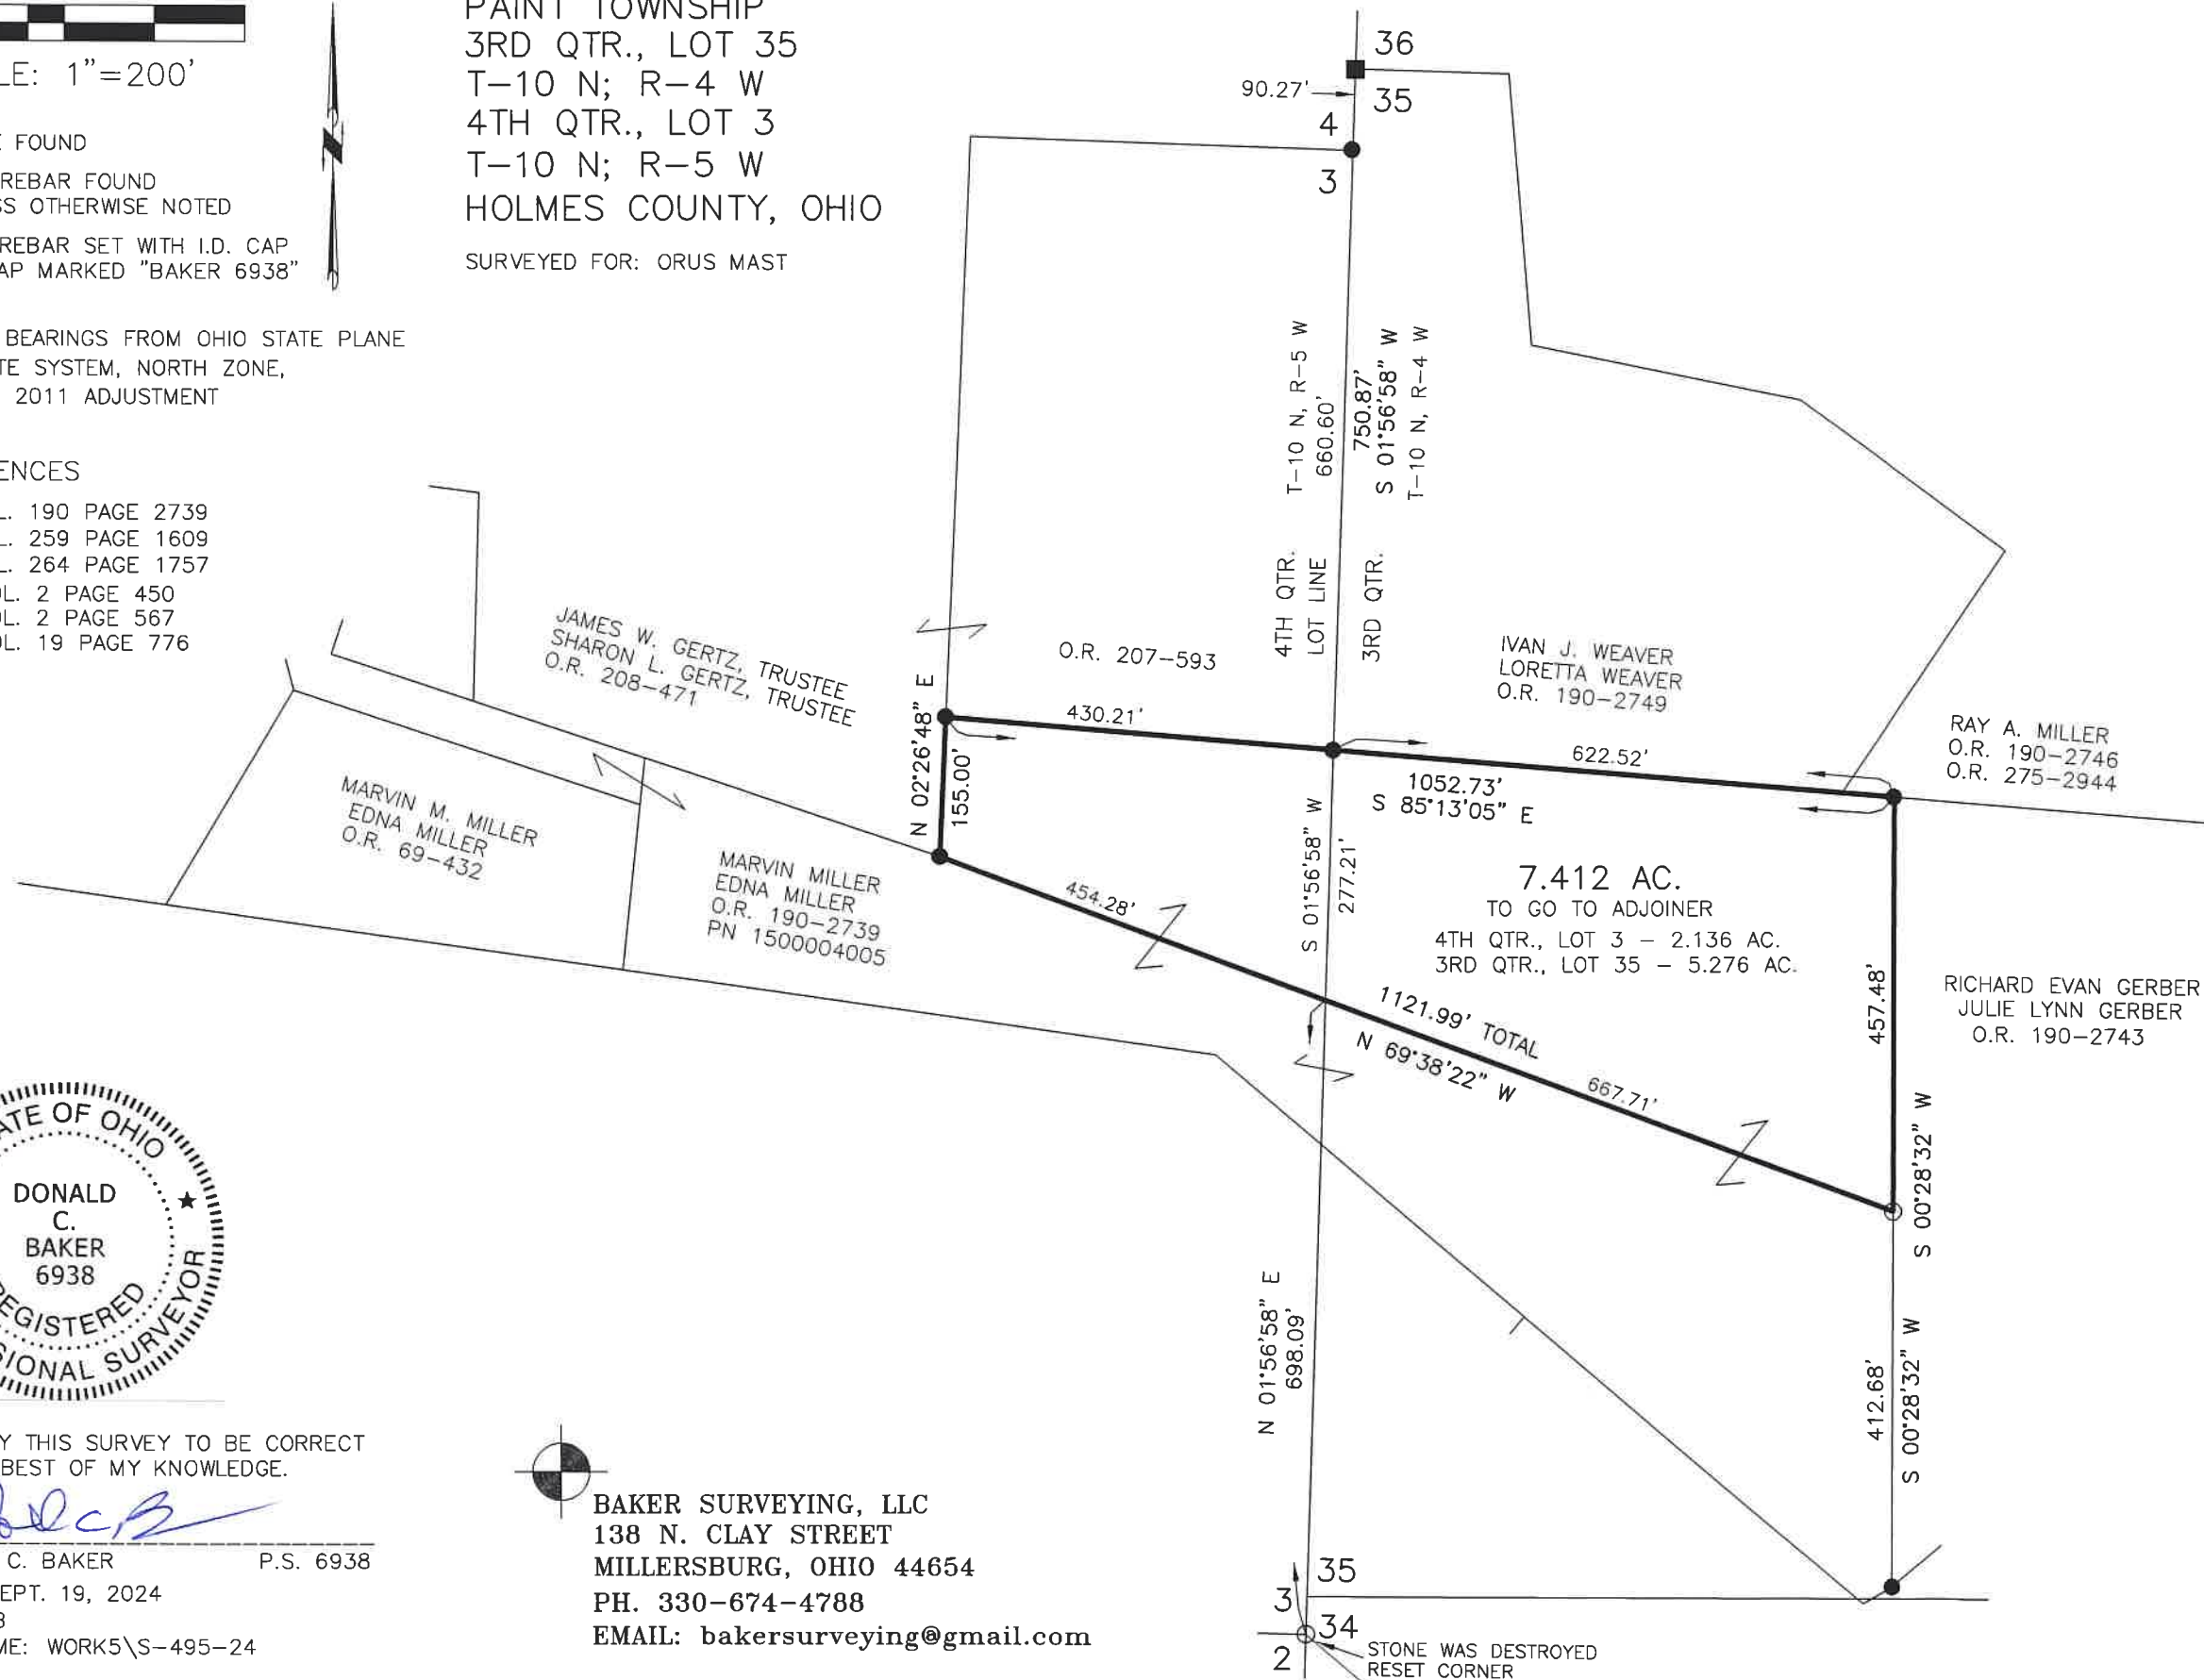 LE: 1"=200'
FOUND
REBAR FOUND
SS OTHERWISE NOTED
REBAR SET WITH I.D. CAP
AP MARKED "BAKER 6938"
BEARINGS FROM OHIO STATE PLANE
TE SYSTEM, NORTH ZONE,
2011 ADJUSTMENT
ENCES
L. 190 PAGE 2739
L. 259 PAGE 1609
L. 264 PAGE 1757
OL. 2 PAGE 450
OL. 2 PAGE 567
OL. 19 PAGE 776
PAINT TOWNSHIP
3RD QTR., LOT 35
T-10 N; R-4 W
4TH QTR., LOT 3
T-10 N; R-5 W
HOLMES COUNTY, OHIO
SURVEYED FOR: ORUS MAST
36
90.27'
35
4
3
T-10 N, R-5 W
660.60'
750.87'
S 01°56'58" W
T-10 N, R-4 W
4TH QTR.
LOT LINE
3RD QTR.
JAMES W. GERTZ, TRUSTEE
SHARON L. GERTZ, TRUSTEE
O.R. 208-471
O.R. 207-593
IVAN J. WEAVER
LORETTA WEAVER
O.R. 190-2749
RAY A. MILLER
O.R. 190-2746
O.R. 275-2944
N 02°26'48" E
155.00'
430.21'
622.52'
1052.73'
S 85°13'05" E
MARVIN M. MILLER
EDNA MILLER
O.R. 69-432
MARVIN MILLER
EDNA MILLER
O.R. 190-2739
PN 1500004005
454.28'
S 01°56'58" W
277.21'
7.412 AC.
TO GO TO ADJOINER
4TH QTR., LOT 3 - 2.136 AC.
3RD QTR., LOT 35 - 5.276 AC.
457.48'
RICHARD EVAN GERBER
JULIE LYNN GERBER
O.R. 190-2743
1121.99' TOTAL
N 69°38'22" W
667.71'
S 00°28'32" W
N 01°56'58" E
698.09'
412.68'
S 00°28'32" W
35
3
34
2
STONE WAS DESTROYED
RESET CORNER
ATE OF OHIO
DONALD
C.
BAKER
6938
REGISTERED
SIONAL SURVEYOR
Y THIS SURVEY TO BE CORRECT
BEST OF MY KNOWLEDGE.
C. BAKER P.S. 6938
EPT. 19, 2024
ME: WORK5\S-495-24
BAKER SURVEYING, LLC
138 N. CLAY STREET
MILLERSBURG, OHIO 44654
PH. 330-674-4788
EMAIL: bakersurveying@gmail.com